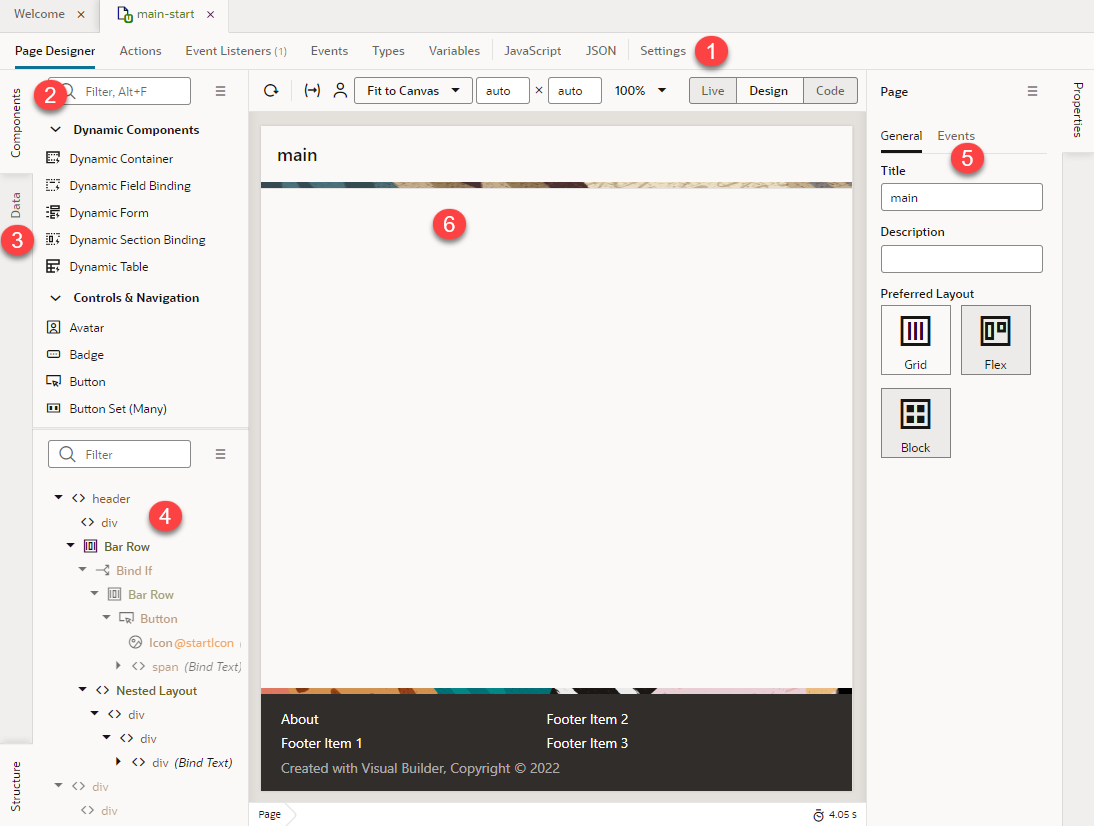 Welcome ×
main-start ×
Page Designer Actions Event Listeners (1) Events Types Variables JavaScript JSON Settings 1
Components
2
Filter, Alt+F
Dynamic Components
Dynamic Container
Dynamic Field Binding
Dynamic Form
Dynamic Section Binding
Dynamic Table
Controls & Navigation
Avatar
Badge
Button
Button Set (Many)
Data
3
Filter
header
div
4
Bar Row
Bind If
Bar Row
Button
Icon@startIcon
span (Bind Text)
Nested Layout
div
div
div (Bind Text)
div
div
Structure
Fit to Canvas auto × auto 100% Live Design Code
main
6
About Footer Item 2
Footer Item 1 Footer Item 3
Created with Visual Builder, Copyright © 2022
Page 4.05 s
Page
General Events
5
Title
main
Description
Preferred Layout
Grid Flex
Block
Properties